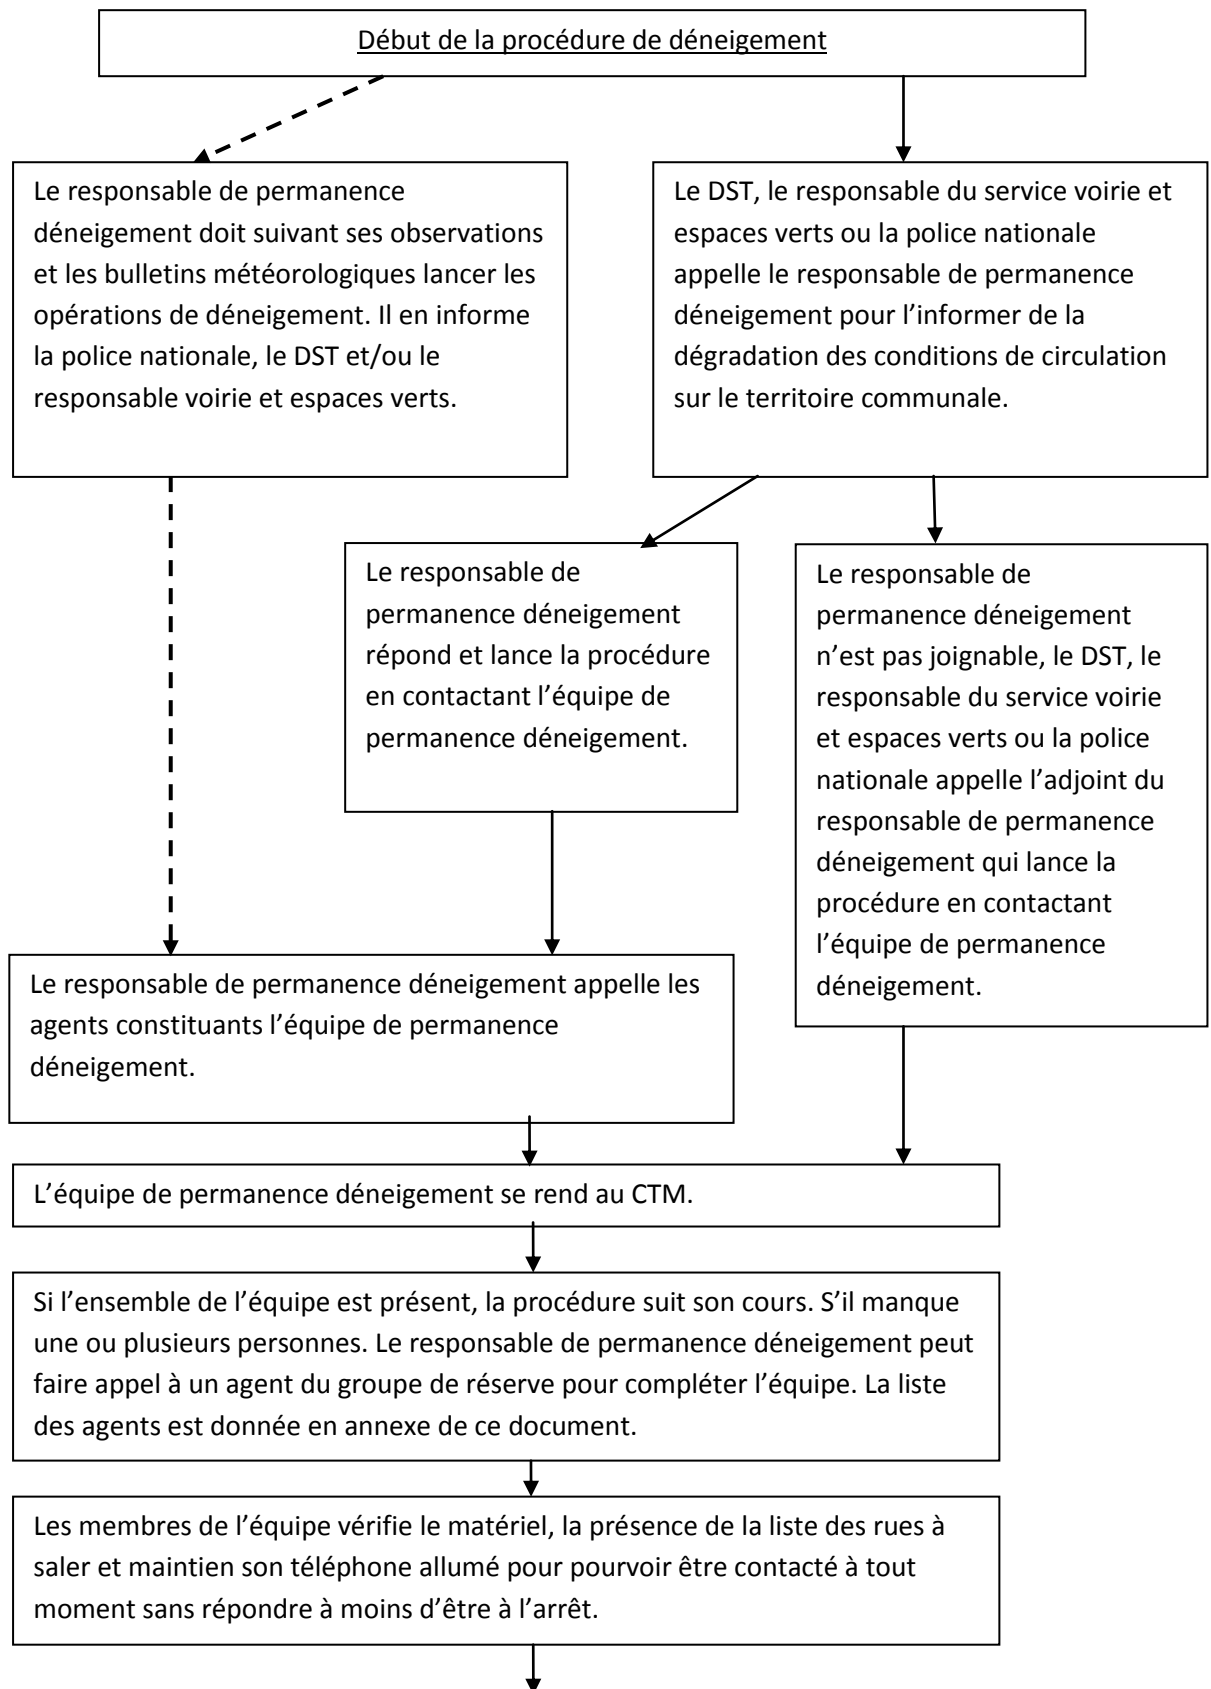 Début de la procédure de déneigement
Le responsable de permanence
déneigement doit suivant ses observations
et les bulletins météorologiques lancer les
opérations de déneigement. Il en informe
la police nationale, le DST et/ou le
responsable voirie et espaces verts.
Le DST, le responsable du service voirie et
espaces verts ou la police nationale
appelle le responsable de permanence
déneigement pour l’informer de la
dégradation des conditions de circulation
sur le territoire communale.
Le responsable de
permanence déneigement
répond et lance la procédure
en contactant l’équipe de
permanence déneigement.
Le responsable de
permanence déneigement
n’est pas joignable, le DST, le
responsable du service voirie
et espaces verts ou la police
nationale appelle l’adjoint du
responsable de permanence
déneigement qui lance la
procédure en contactant
l’équipe de permanence
déneigement.
Le responsable de permanence déneigement appelle les
agents constituants l’équipe de permanence
déneigement.
L’équipe de permanence déneigement se rend au CTM.
Si l’ensemble de l’équipe est présent, la procédure suit son cours. S’il manque
une ou plusieurs personnes. Le responsable de permanence déneigement peut
faire appel à un agent du groupe de réserve pour compléter l’équipe. La liste
des agents est donnée en annexe de ce document.
Les membres de l’équipe vérifie le matériel, la présence de la liste des rues à
saler et maintien son téléphone allumé pour pourvoir être contacté à tout
moment sans répondre à moins d’être à l’arrêt.